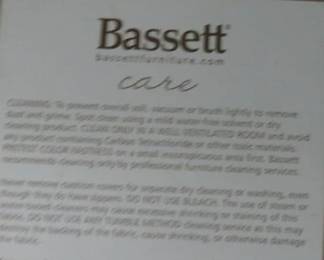 Bassett
bassettfurniture.com
care
CLEANING: To prevent overall soil, vacuum or brush lightly to remove
dust and grime. Spot clean using a mild water-free solvent or dry
cleaning product. CLEAN ONLY IN A WELL VENTILATED ROOM and avoid
any product containing Carbon Tetrachloride or other toxic materials.
PRETEST COLOR FASTNESS on a small inconspicuous area first. Bassett
recommends cleaning only by professional furniture cleaning services.
Never remove cushion covers for separate dry cleaning or washing, even
though they do have zippers. DO NOT USE BLEACH. The use of steam or
water-based cleaners may cause excessive shrinking or staining of this
fabric. DO NOT USE ANY TUMBLE METHOD cleaning service as this may
destroy the backing of the fabric, cause shrinking, or otherwise damage
the fabric.